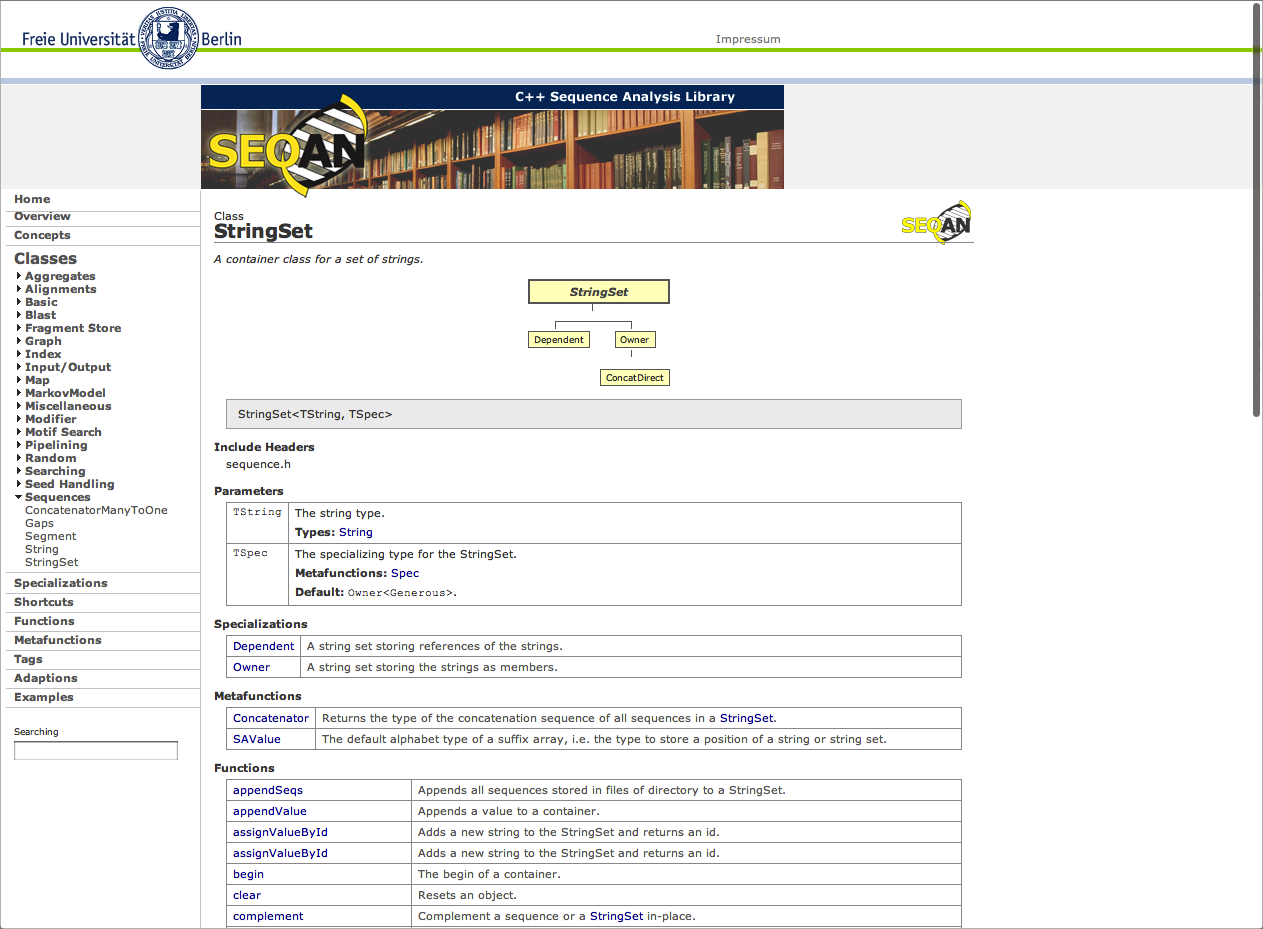 Freie Universität Berlin
Impressum
C++ Sequence Analysis Library
SEQAN
Home
Overview
Concepts
Classes
Aggregates
Alignments
Basic
Blast
Fragment Store
Graph
Index
Input/Output
Map
MarkovModel
Miscellaneous
Modifier
Motif Search
Pipelining
Random
Searching
Seed Handling
Sequences
ConcatenatorManyToOne
Gaps
Segment
String
StringSet
Specializations
Shortcuts
Functions
Metafunctions
Tags
Adaptions
Examples
Searching
Class
StringSet
SEQAN
A container class for a set of strings.
StringSet
Dependent Owner
ConcatDirect
StringSet<TString, TSpec>
Include Headers
sequence.h
Parameters
TString The string type.
Types: String
TSpec The specializing type for the StringSet.
Metafunctions: Spec
Default: Owner<Generous>.
Specializations
Dependent A string set storing references of the strings.
Owner A string set storing the strings as members.
Metafunctions
Concatenator Returns the type of the concatenation sequence of all sequences in a StringSet.
SAValue The default alphabet type of a suffix array, i.e. the type to store a position of a string or string set.
Functions
appendSeqs Appends all sequences stored in files of directory to a StringSet.
appendValue Appends a value to a container.
assignValueById Adds a new string to the StringSet and returns an id.
assignValueById Adds a new string to the StringSet and returns an id.
begin The begin of a container.
clear Resets an object.
complement Complement a sequence or a StringSet in-place.